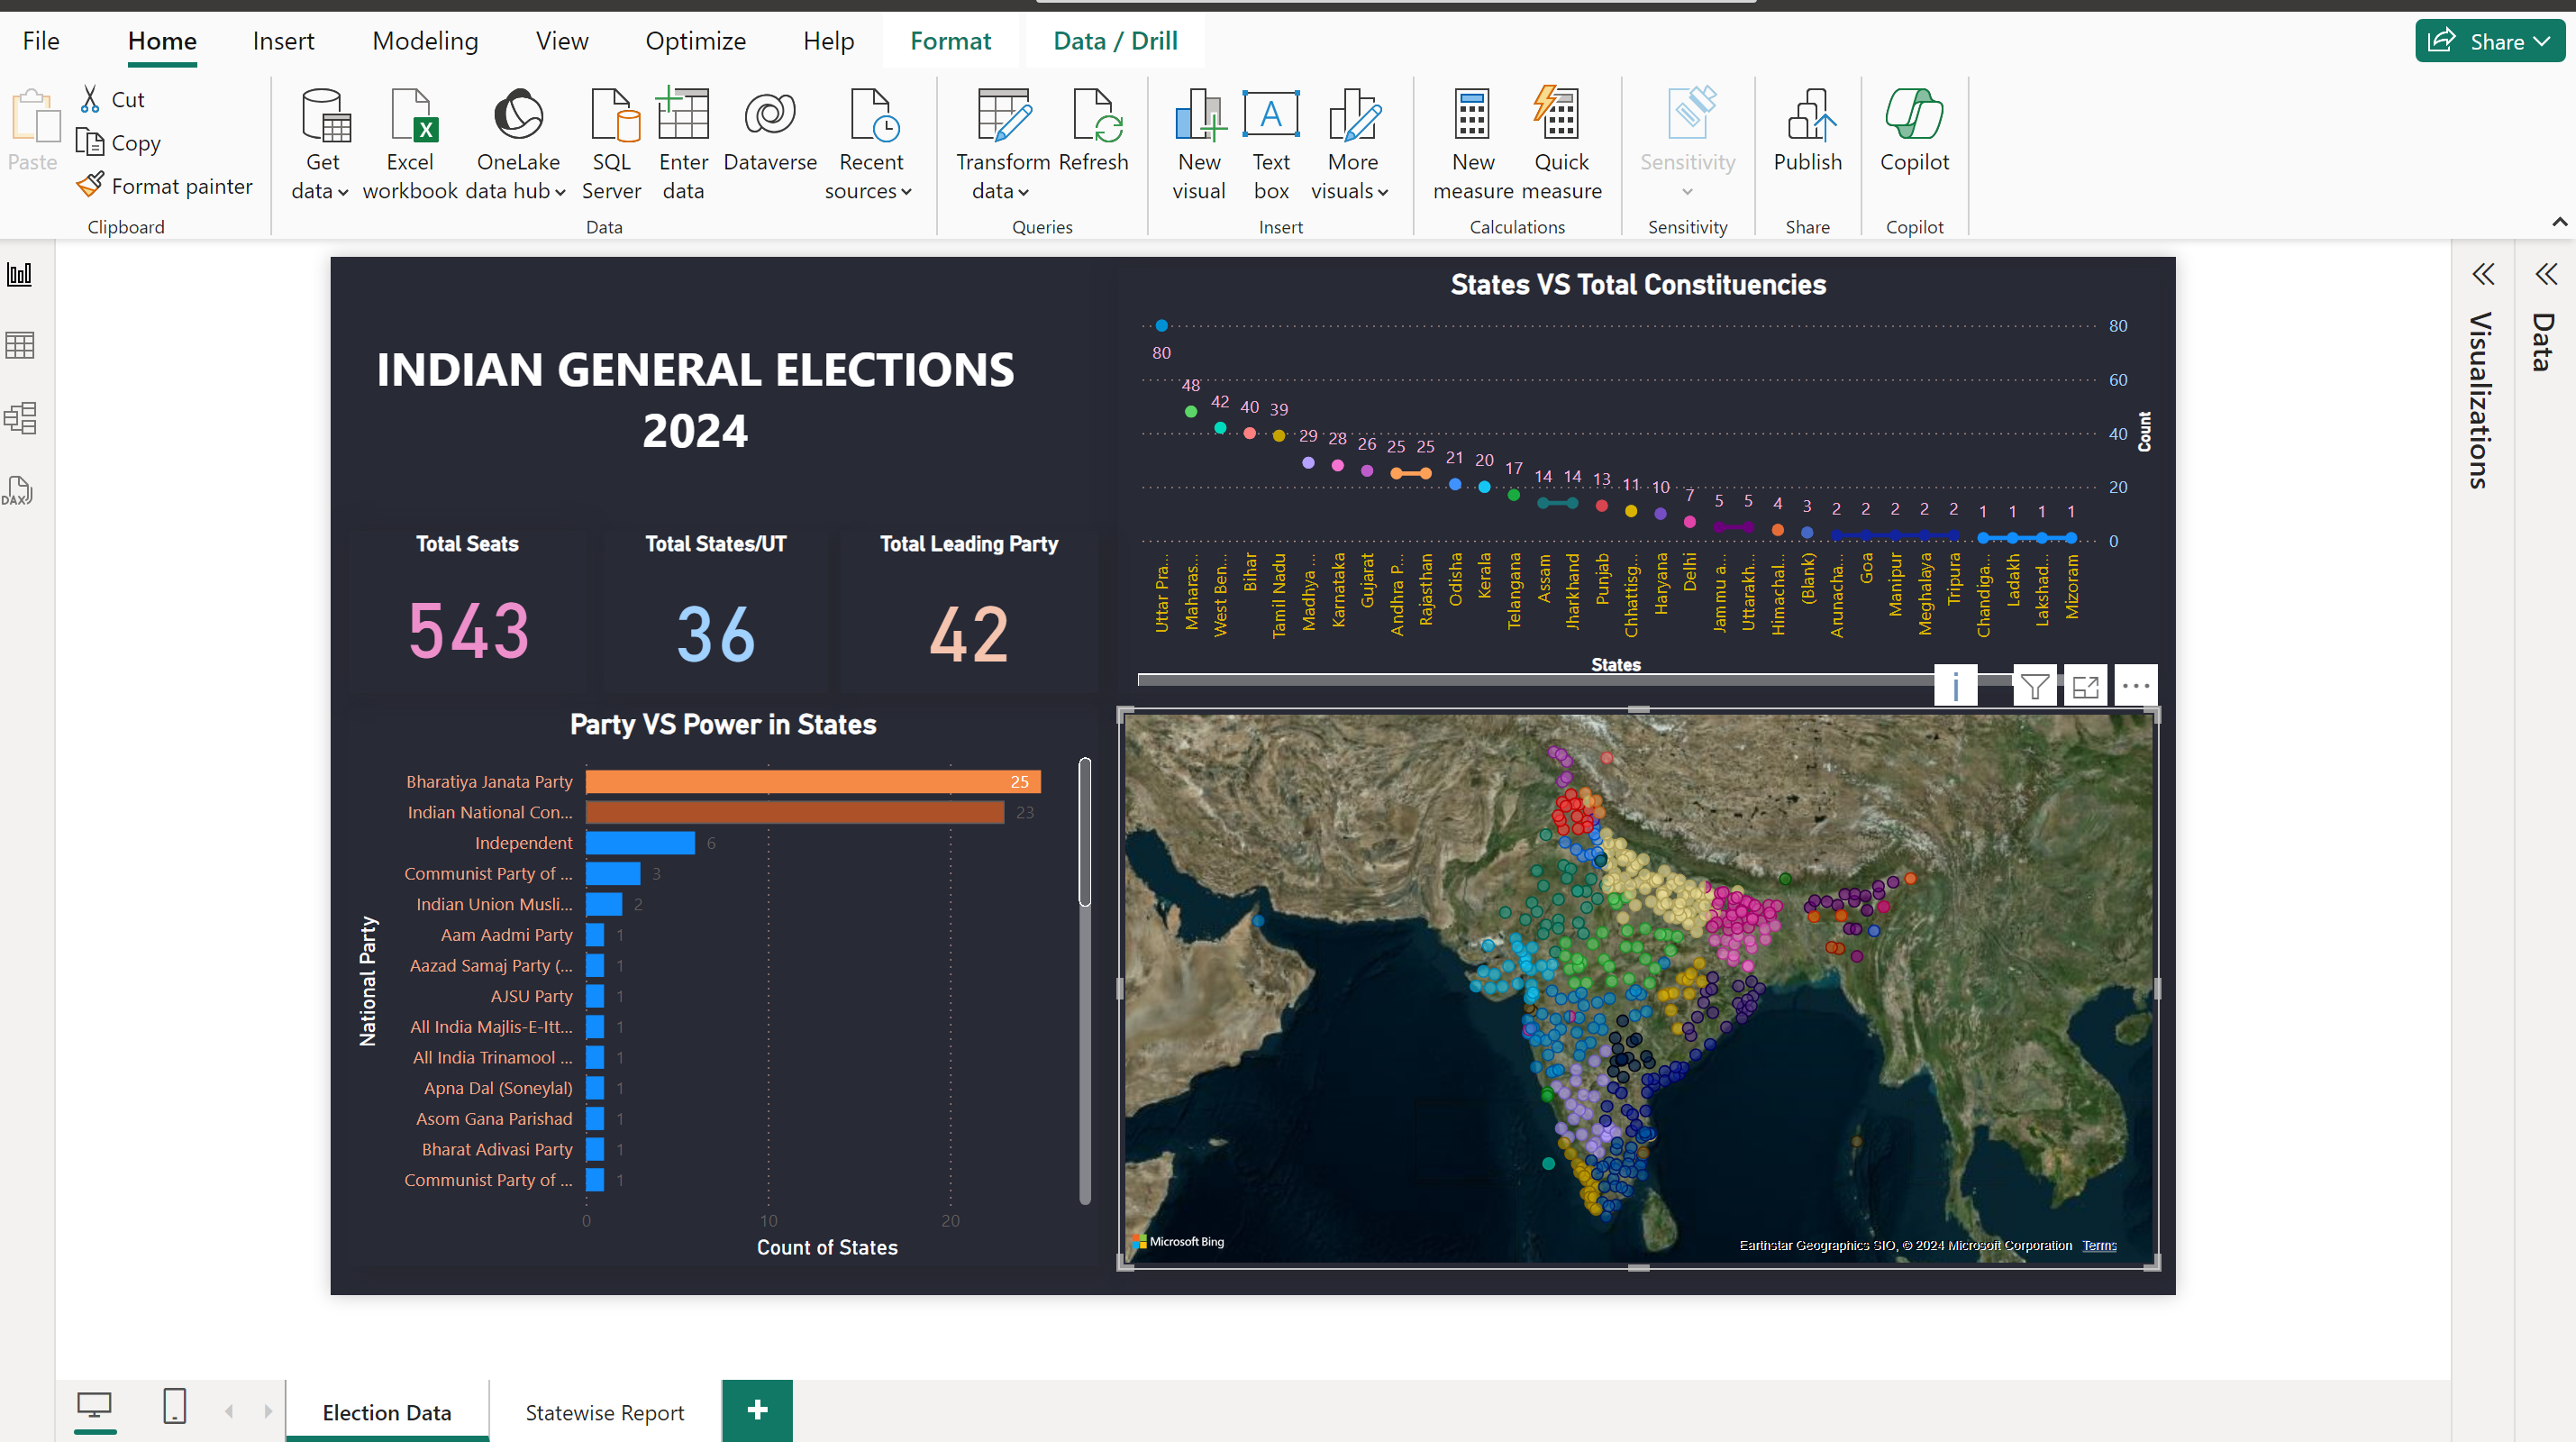 File
Home
Insert
Modeling
View
Optimize
Help
Format
Data / Drill
Share
Paste
Cut
Copy
Format painter
Clipboard
Get data
Excel workbook
OneLake data hub
SQL Server
Enter data
Dataverse
Recent sources
Data
Transform data
Refresh
Queries
New visual
Text box
More visuals
Insert
New measure
Quick measure
Calculations
Sensitivity
Sensitivity
Publish
Share
Copilot
Copilot
DAX
Visualizations
Data
INDIAN GENERAL ELECTIONS
2024
Total Seats
543
Total States/UT
36
Total Leading Party
42
States VS Total Constituencies
80
60
40
20
0
Count
80
48
42
40
39
29
28
26
25
25
21
20
17
14
14
13
11
10
7
5
5
4
3
2
2
2
2
2
1
1
1
1
Uttar Pra...
Maharas...
West Ben...
Bihar
Tamil Nadu
Madhya ...
Karnataka
Gujarat
Andhra P...
Rajasthan
Odisha
Kerala
Telangana
Assam
Jharkhand
Punjab
Chhattisg...
Haryana
Delhi
Jammu a...
Uttarakh...
Himachal...
(Blank)
Arunacha...
Goa
Manipur
Meghalaya
Tripura
Chandiga...
Ladakh
Lakshad...
Mizoram
States
Party VS Power in States
National Party
Bharatiya Janata Party 25
Indian National Con... 23
Independent 6
Communist Party of ... 3
Indian Union Musli... 2
Aam Aadmi Party 1
Aazad Samaj Party (... 1
AJSU Party 1
All India Majlis-E-Itt... 1
All India Trinamool ... 1
Apna Dal (Soneylal) 1
Asom Gana Parishad 1
Bharat Adivasi Party 1
Communist Party of ... 1
0 10 20
Count of States
Microsoft Bing
Earthstar Geographics SIO, © 2024 Microsoft Corporation Terms
Election Data
Statewise Report